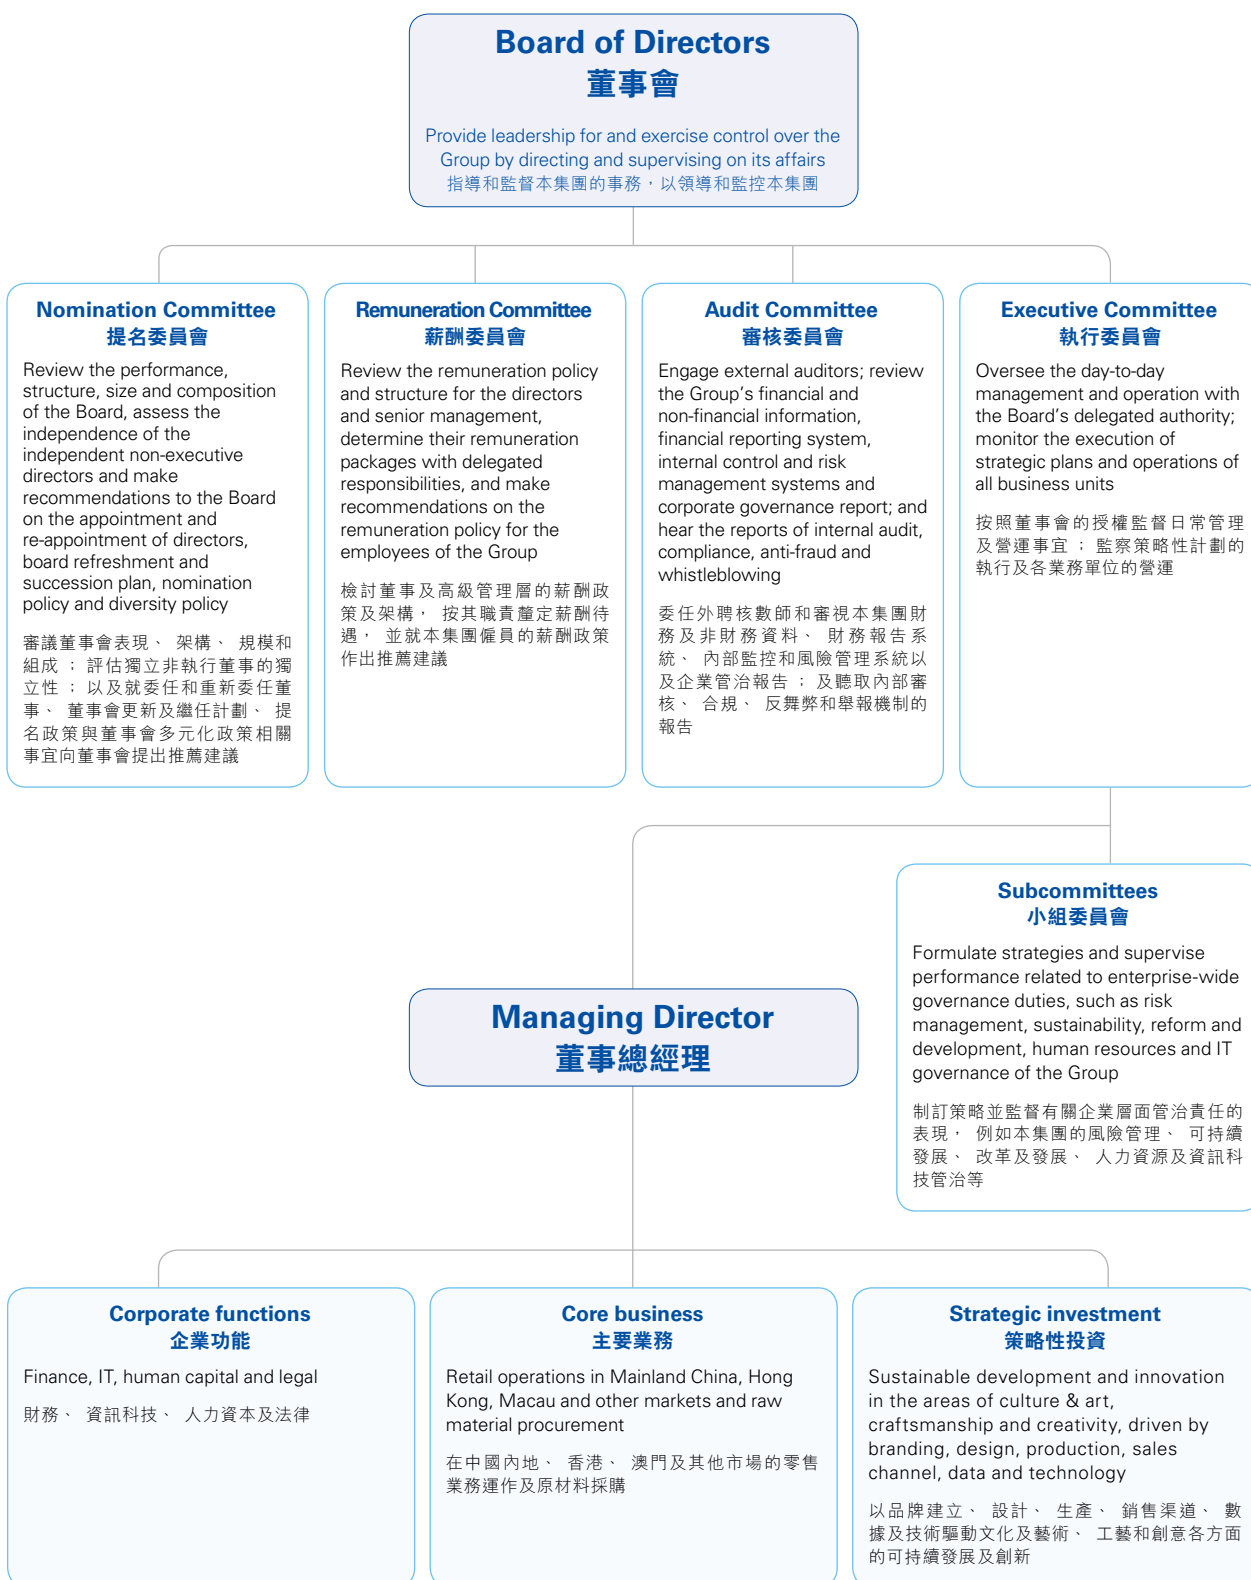 Board of Directors
董事會
Provide leadership for and exercise control over the
Group by directing and supervising on its affairs
指導和監督本集團的事務，以領導和監控本集團
Nomination Committee
提名委員會
Review the performance,
structure, size and composition
of the Board, assess the
independence of the
independent non-executive
directors and make
recommendations to the Board
on the appointment and
re-appointment of directors,
board refreshment and
succession plan, nomination
policy and diversity policy
審議董事會表現、架構、規模和
組成；評估獨立非執行董事的獨
立性；以及就委任和重新委任董
事、董事會更新及繼任計劃、提
名政策與董事會多元化政策相關
事宜向董事會提出推薦建議
Remuneration Committee
薪酬委員會
Review the remuneration policy
and structure for the directors
and senior management,
determine their remuneration
packages with delegated
responsibilities, and make
recommendations on the
remuneration policy for the
employees of the Group
檢討董事及高級管理層的薪酬政
策及架構，按其職責釐定薪酬待
遇，並就本集團僱員的薪酬政策
作出推薦建議
Audit Committee
審核委員會
Engage external auditors; review
the Group's financial and
non-financial information,
financial reporting system,
internal control and risk
management systems and
corporate governance report; and
hear the reports of internal audit,
compliance, anti-fraud and
whistleblowing
委任外聘核數師和審視本集團財
務及非財務資料、財務報告系
統、內部監控和風險管理系統以
及企業管治報告；及聽取內部審
核、合規、反舞弊和舉報機制的
報告
Executive Committee
執行委員會
Oversee the day-to-day
management and operation with
the Board's delegated authority;
monitor the execution of
strategic plans and operations of
all business units
按照董事會的授權監督日常管理
及營運事宜；監察策略性計劃的
執行及各業務單位的營運
Subcommittees
小組委員會
Formulate strategies and supervise
performance related to enterprise-wide
governance duties, such as risk
management, sustainability, reform and
development, human resources and IT
governance of the Group
制訂策略並監督有關企業層面管治責任的
表現，例如本集團的風險管理、可持續
發展、改革及發展、人力資源及資訊科
技管治等
Managing Director
董事總經理
Corporate functions
企業功能
Finance, IT, human capital and legal
財務、資訊科技、人力資本及法律
Core business
主要業務
Retail operations in Mainland China, Hong
Kong, Macau and other markets and raw
material procurement
在中國內地、香港、澳門及其他市場的零售
業務運作及原材料採購
Strategic investment
策略性投資
Sustainable development and innovation
in the areas of culture & art,
craftsmanship and creativity, driven by
branding, design, production, sales
channel, data and technology
以品牌建立、設計、生產、銷售渠道、數
據及技術驅動文化及藝術、工藝和創意各方面
的可持續發展及創新